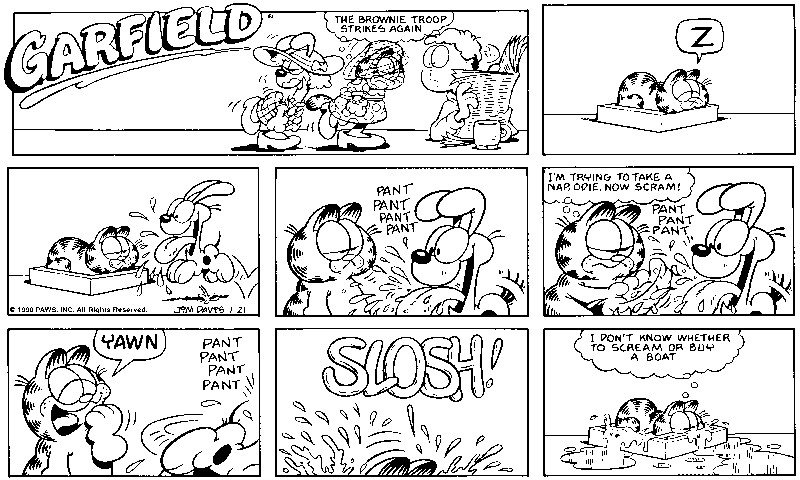 GARFIELD®
THE BROWNIE TROOP
STRIKES AGAIN
Z
© 1990 PAWS, INC. All Rights Reserved.
JIM DAVIS 1/21
PANT
PANT
PANT
PANT
I'M TRYING TO TAKE A
NAP, ODIE. NOW SCRAM!
PANT
PANT
PANT
YAWN
PANT
PANT
PANT
PANT
SLOSH!
I DON'T KNOW WHETHER
TO SCREAM OR BUY
A BOAT